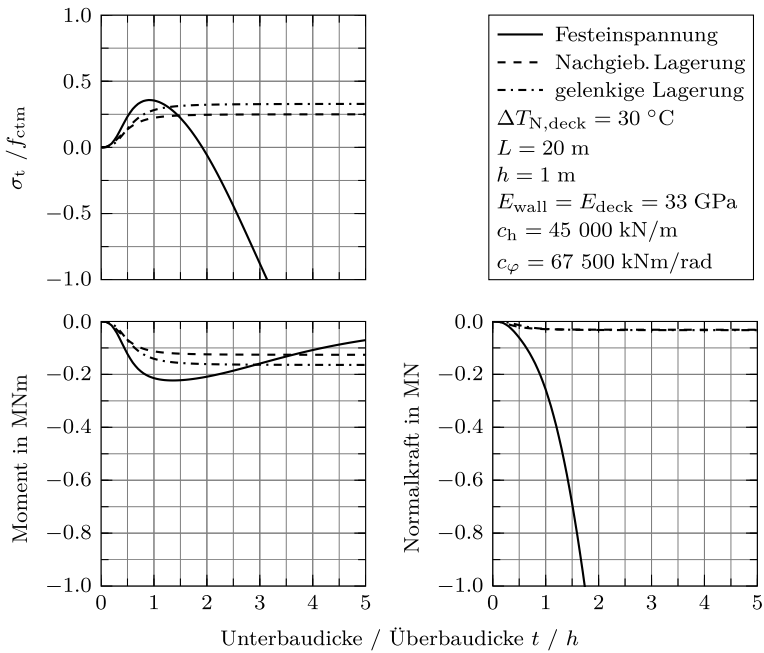 1.0
0.5
0.0
−0.5
−1.0
σt / fctm
Festeinspannung
Nachgieb. Lagerung
gelenkige Lagerung
ΔTN,deck = 30 °C
L = 20 m
h = 1 m
Ewall = Edeck = 33 GPa
ch = 45 000 kN/m
cφ = 67 500 kNm/rad
0.0
−0.2
−0.4
−0.6
−0.8
−1.0
Moment in MNm
0 1 2 3 4 5
0.0
−0.2
−0.4
−0.6
−0.8
−1.0
Normalkraft in MN
0 1 2 3 4 5
Unterbaudicke / Überbaudicke t / h